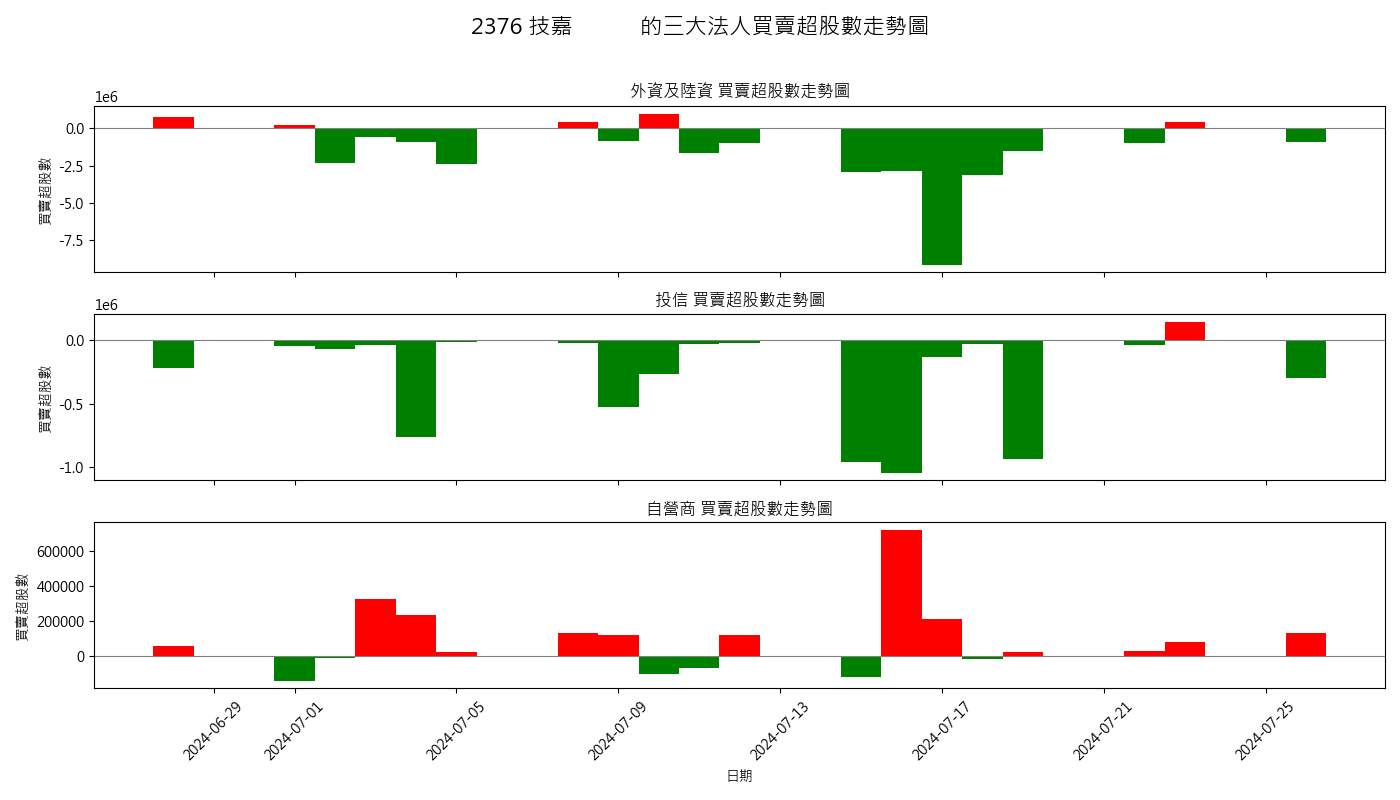 2376 技嘉 的三大法人買賣超股數走勢圖
外資及陸資 買賣超股數走勢圖
1e6
買賣超股數
0.0
-2.5
-5.0
-7.5
投信 買賣超股數走勢圖
1e6
買賣超股數
0.0
-0.5
-1.0
自營商 買賣超股數走勢圖
買賣超股數
600000
400000
200000
0
2024-06-29
2024-07-01
2024-07-05
2024-07-09
2024-07-13
2024-07-17
2024-07-21
2024-07-25
日期